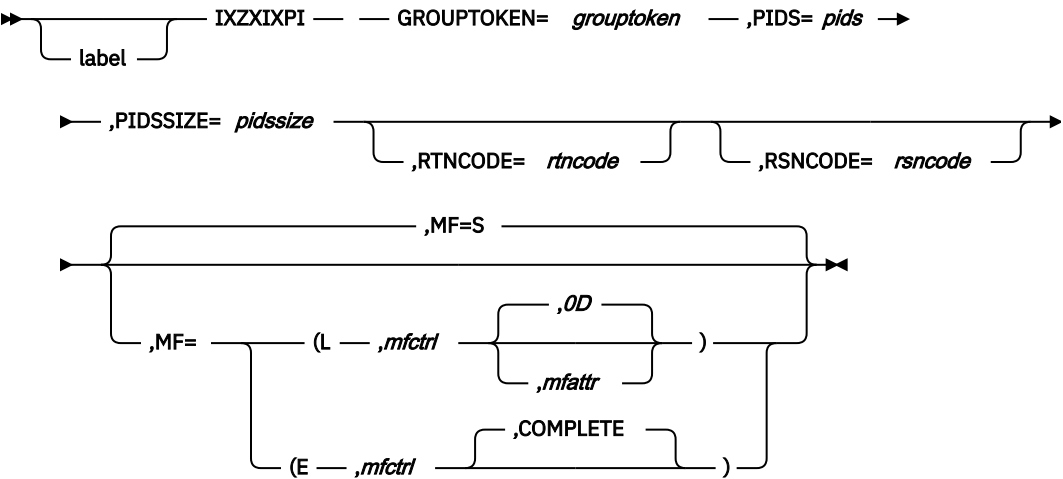 IXZXIXPI GROUPTOKEN= grouptoken ,PIDS= pids
label
,PIDSSIZE= pidssize
,RTNCODE= rtncode ,RSNCODE= rsncode
,MF=S
,0D
,MF= (L ,mfctrl )
,mfattr
,COMPLETE
(E ,mfctrl )